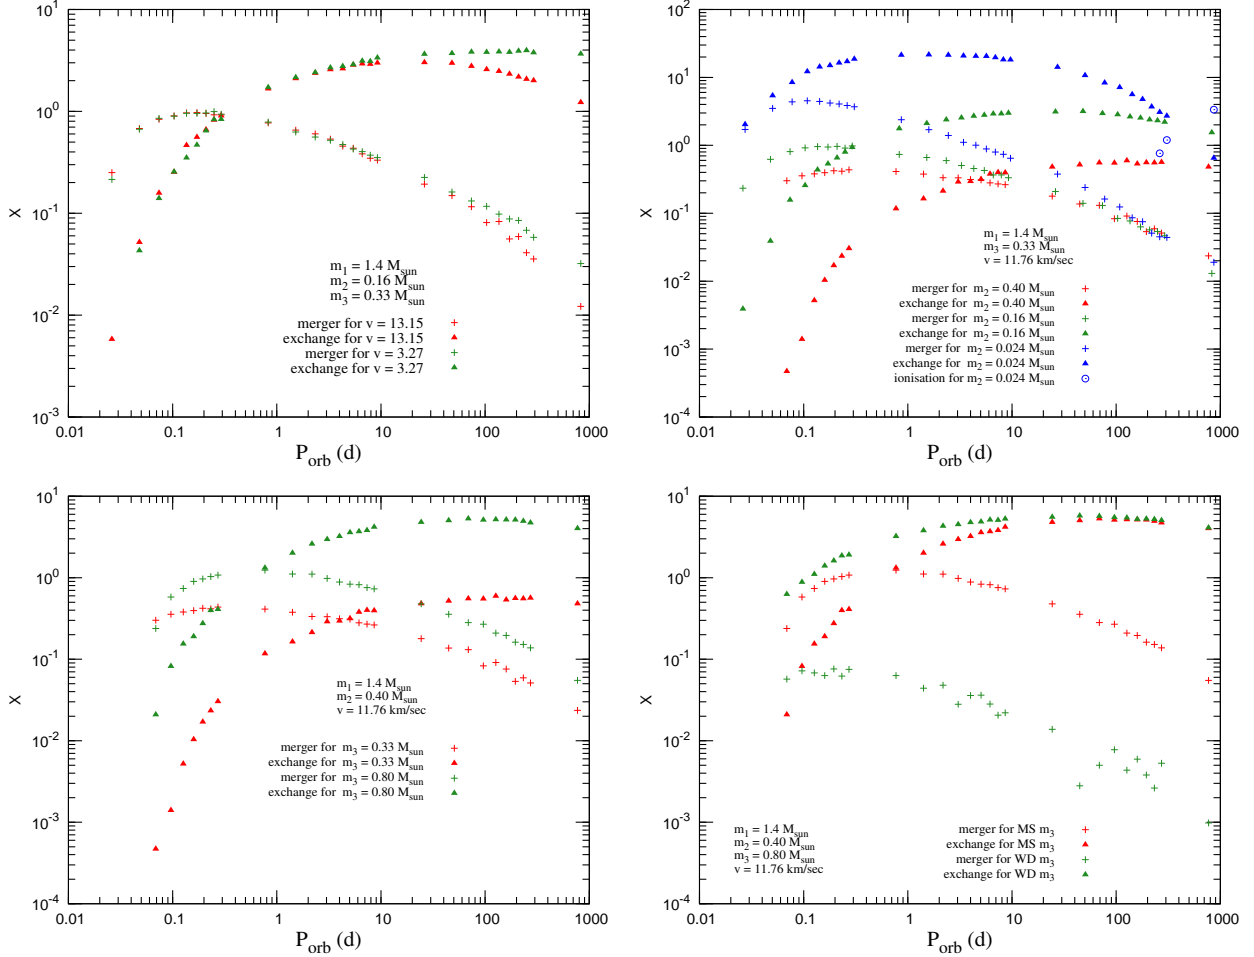 10^2
10^1
10^0
10^-1
10^-2
10^-3
X
0.01 0.1 1 10 100 1000
P_orb (d)
m_1 = 1.4 M_sun
m_2 = 0.16 M_sun
m_3 = 0.33 M_sun
merger for v = 13.15
exchange for v = 13.15
merger for v = 3.27
exchange for v = 3.27
10^2
10^1
10^0
10^-1
10^-2
10^-3
10^-4
X
0.01 0.1 1 10 100 1000
P_orb (d)
m_1 = 1.4 M_sun
m_3 = 0.33 M_sun
v = 11.76 km/sec
merger for m_2 = 0.40 M_sun
exchange for m_2 = 0.40 M_sun
merger for m_2 = 0.16 M_sun
exchange for m_2 = 0.16 M_sun
merger for m_2 = 0.024 M_sun
exchange for m_2 = 0.024 M_sun
ionisation for m_2 = 0.024 M_sun
10^1
10^0
10^-1
10^-2
10^-3
10^-4
X
0.01 0.1 1 10 100 1000
P_orb (d)
m_1 = 1.4 M_sun
m_2 = 0.40 M_sun
v = 11.76 km/sec
merger for m_3 = 0.33 M_sun
exchange for m_3 = 0.33 M_sun
merger for m_3 = 0.80 M_sun
exchange for m_3 = 0.80 M_sun
10^1
10^0
10^-1
10^-2
10^-3
10^-4
X
0.01 0.1 1 10 100 1000
P_orb (d)
m_1 = 1.4 M_sun
m_2 = 0.40 M_sun
m_3 = 0.80 M_sun
v = 11.76 km/sec
merger for MS m_3
exchange for MS m_3
merger for WD m_3
exchange for WD m_3